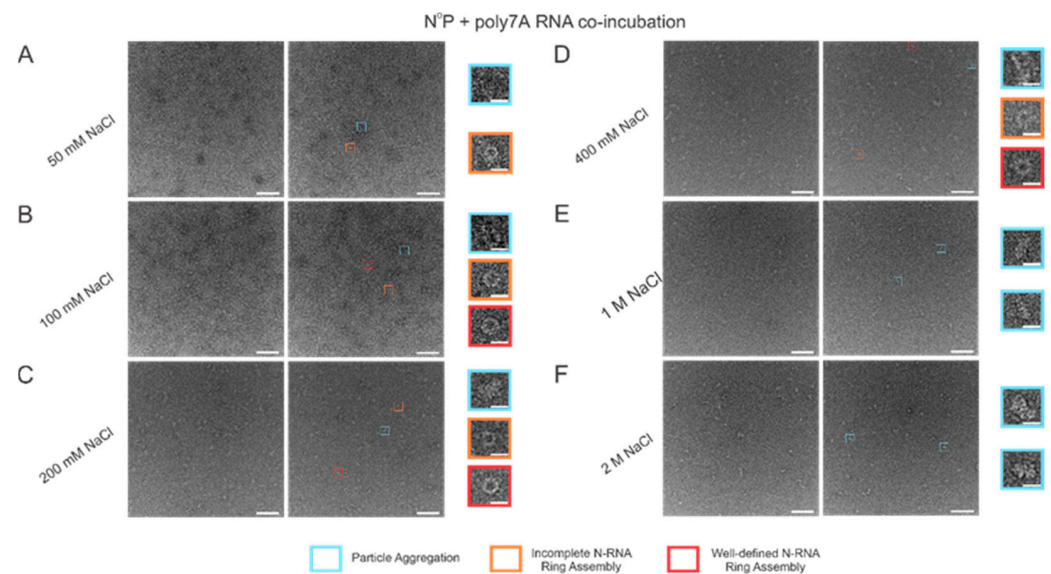 N°P + poly7A RNA co-incubation
A
50 mM NaCl
B
100 mM NaCl
C
200 mM NaCl
D
400 mM NaCl
E
1 M NaCl
F
2 M NaCl
Particle Aggregation
Incomplete N-RNA
Ring Assembly
Well-defined N-RNA
Ring Assembly